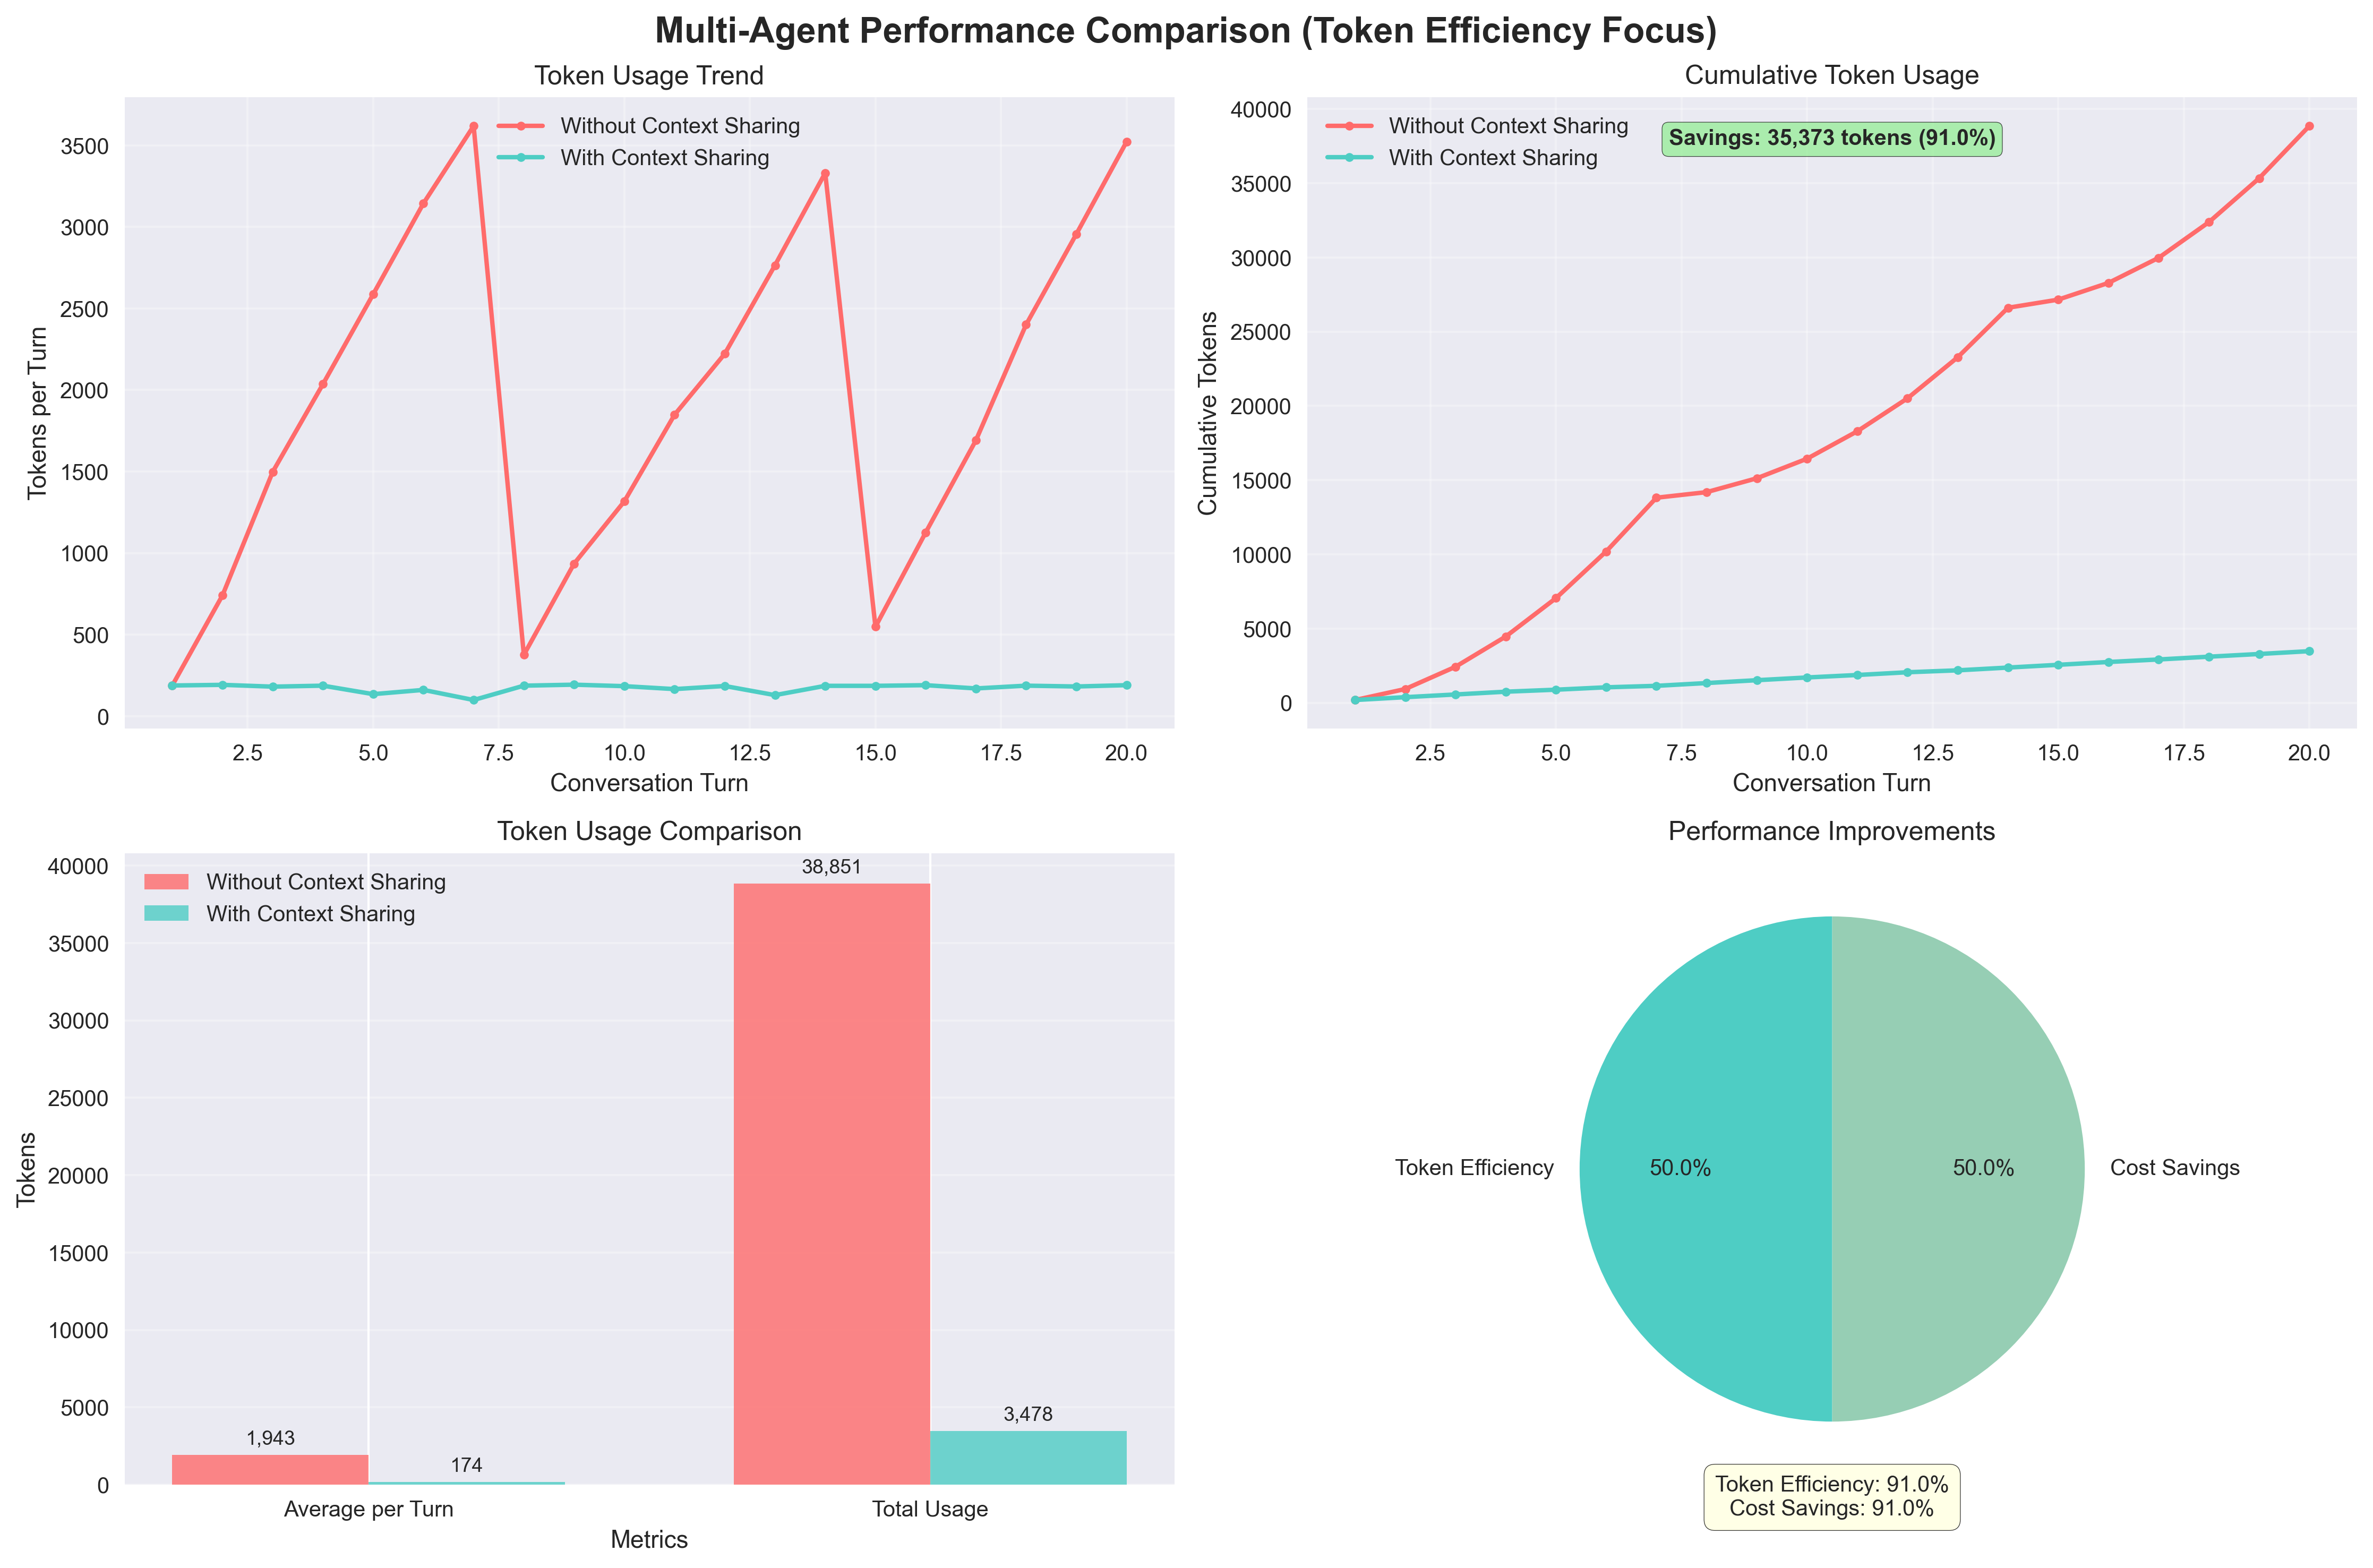 Multi-Agent Performance Comparison (Token Efficiency Focus)
Token Usage Trend
Without Context Sharing
With Context Sharing
Tokens per Turn
3500
3000
2500
2000
1500
1000
500
0
2.5 5.0 7.5 10.0 12.5 15.0 17.5 20.0
Conversation Turn
Cumulative Token Usage
Without Context Sharing
With Context Sharing
Savings: 35,373 tokens (91.0%)
Cumulative Tokens
40000
35000
30000
25000
20000
15000
10000
5000
0
2.5 5.0 7.5 10.0 12.5 15.0 17.5 20.0
Conversation Turn
Token Usage Comparison
Without Context Sharing
With Context Sharing
Tokens
40000
35000
30000
25000
20000
15000
10000
5000
0
1,943
174
38,851
3,478
Average per Turn Total Usage
Metrics
Performance Improvements
Token Efficiency 50.0% 50.0% Cost Savings
Token Efficiency: 91.0%
Cost Savings: 91.0%